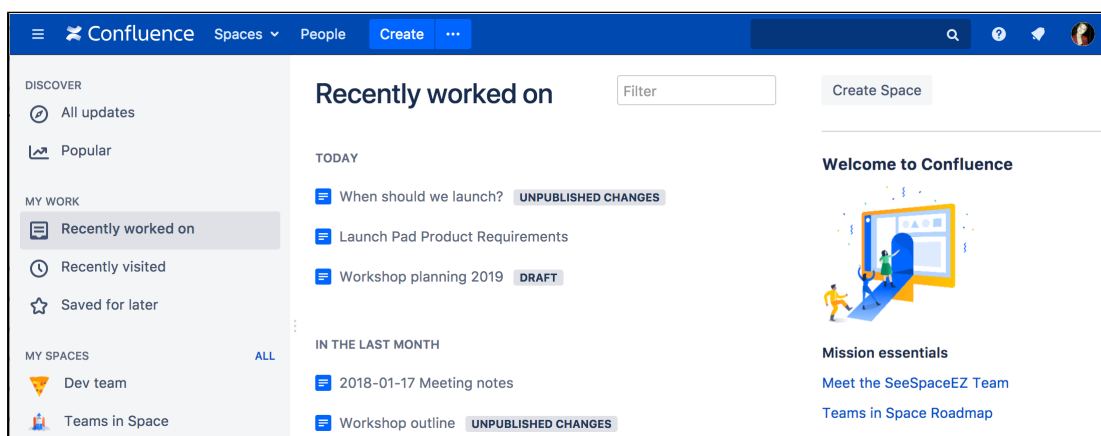 Confluence Spaces People Create ···
DISCOVER
All updates
Popular
MY WORK
Recently worked on
Recently visited
Saved for later
MY SPACES ALL
Dev team
Teams in Space
Recently worked on
Filter
TODAY
When should we launch? UNPUBLISHED CHANGES
Launch Pad Product Requirements
Workshop planning 2019 DRAFT
IN THE LAST MONTH
2018-01-17 Meeting notes
Workshop outline UNPUBLISHED CHANGES
Create Space
Welcome to Confluence
Mission essentials
Meet the SeeSpaceEZ Team
Teams in Space Roadmap